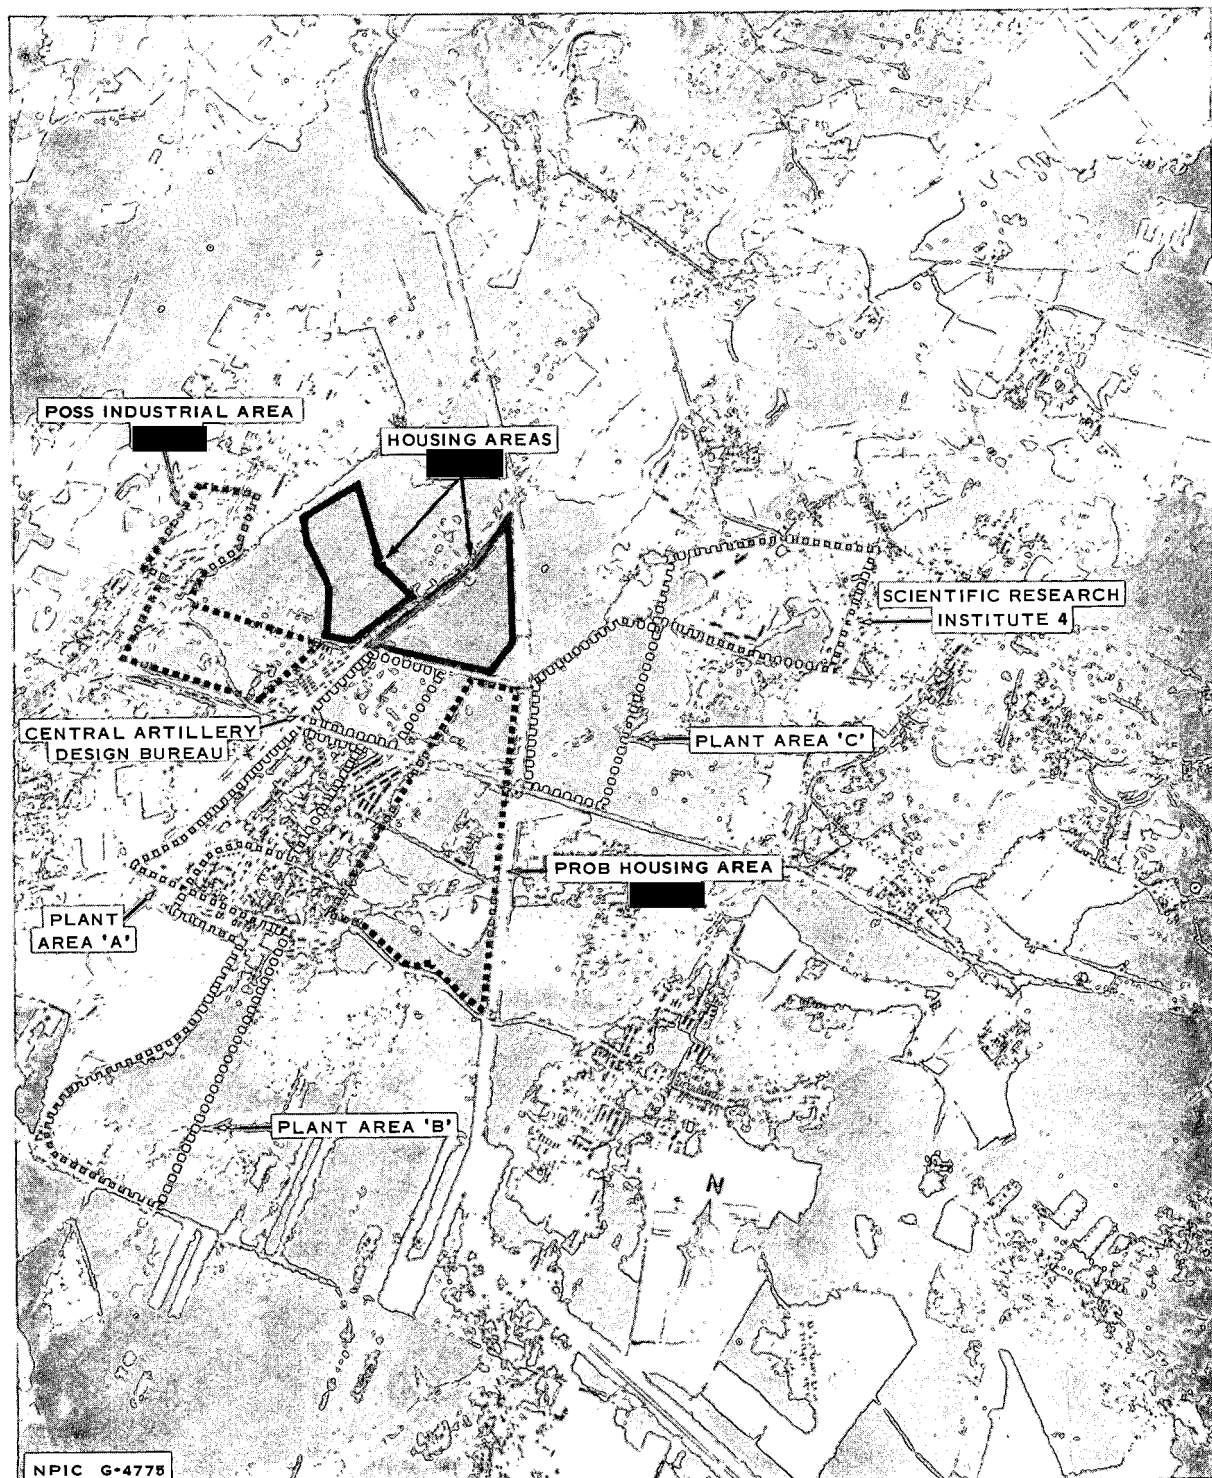 POSS INDUSTRIAL AREA
HOUSING AREAS
SCIENTIFIC RESEARCH
INSTITUTE 4
CENTRAL ARTILLERY
DESIGN BUREAU
PLANT AREA 'C'
PROB HOUSING AREA
PLANT
AREA 'A'
PLANT AREA 'B'
N
NPIC G-4775